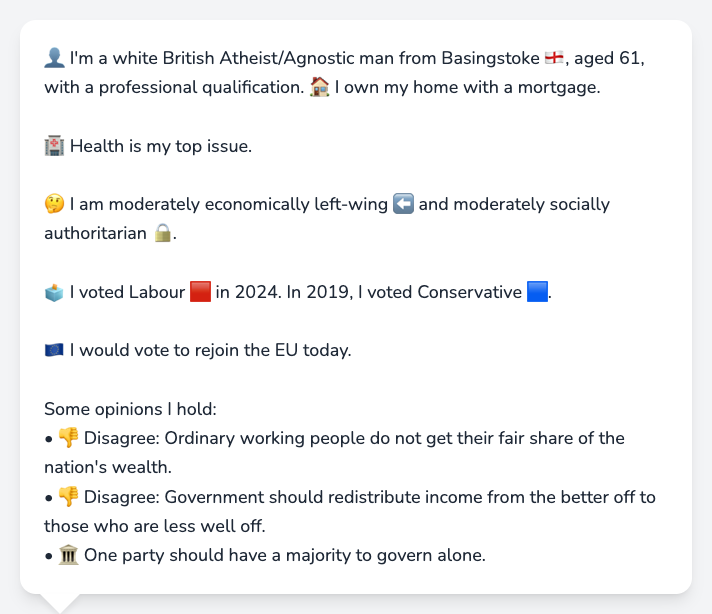 👤 I'm a white British Atheist/Agnostic man from Basingstoke 🏴󠁧󠁢󠁥󠁮󠁧󠁿, aged 61,
with a professional qualification. 🏠 I own my home with a mortgage.
🏥 Health is my top issue.
🤔 I am moderately economically left-wing ⬅️ and moderately socially
authoritarian 🔒.
🗳️ I voted Labour 🟥 in 2024. In 2019, I voted Conservative 🟦.
🇪🇺 I would vote to rejoin the EU today.
Some opinions I hold:
• 👎 Disagree: Ordinary working people do not get their fair share of the
nation's wealth.
• 👎 Disagree: Government should redistribute income from the better off to
those who are less well off.
• 🏛️ One party should have a majority to govern alone.